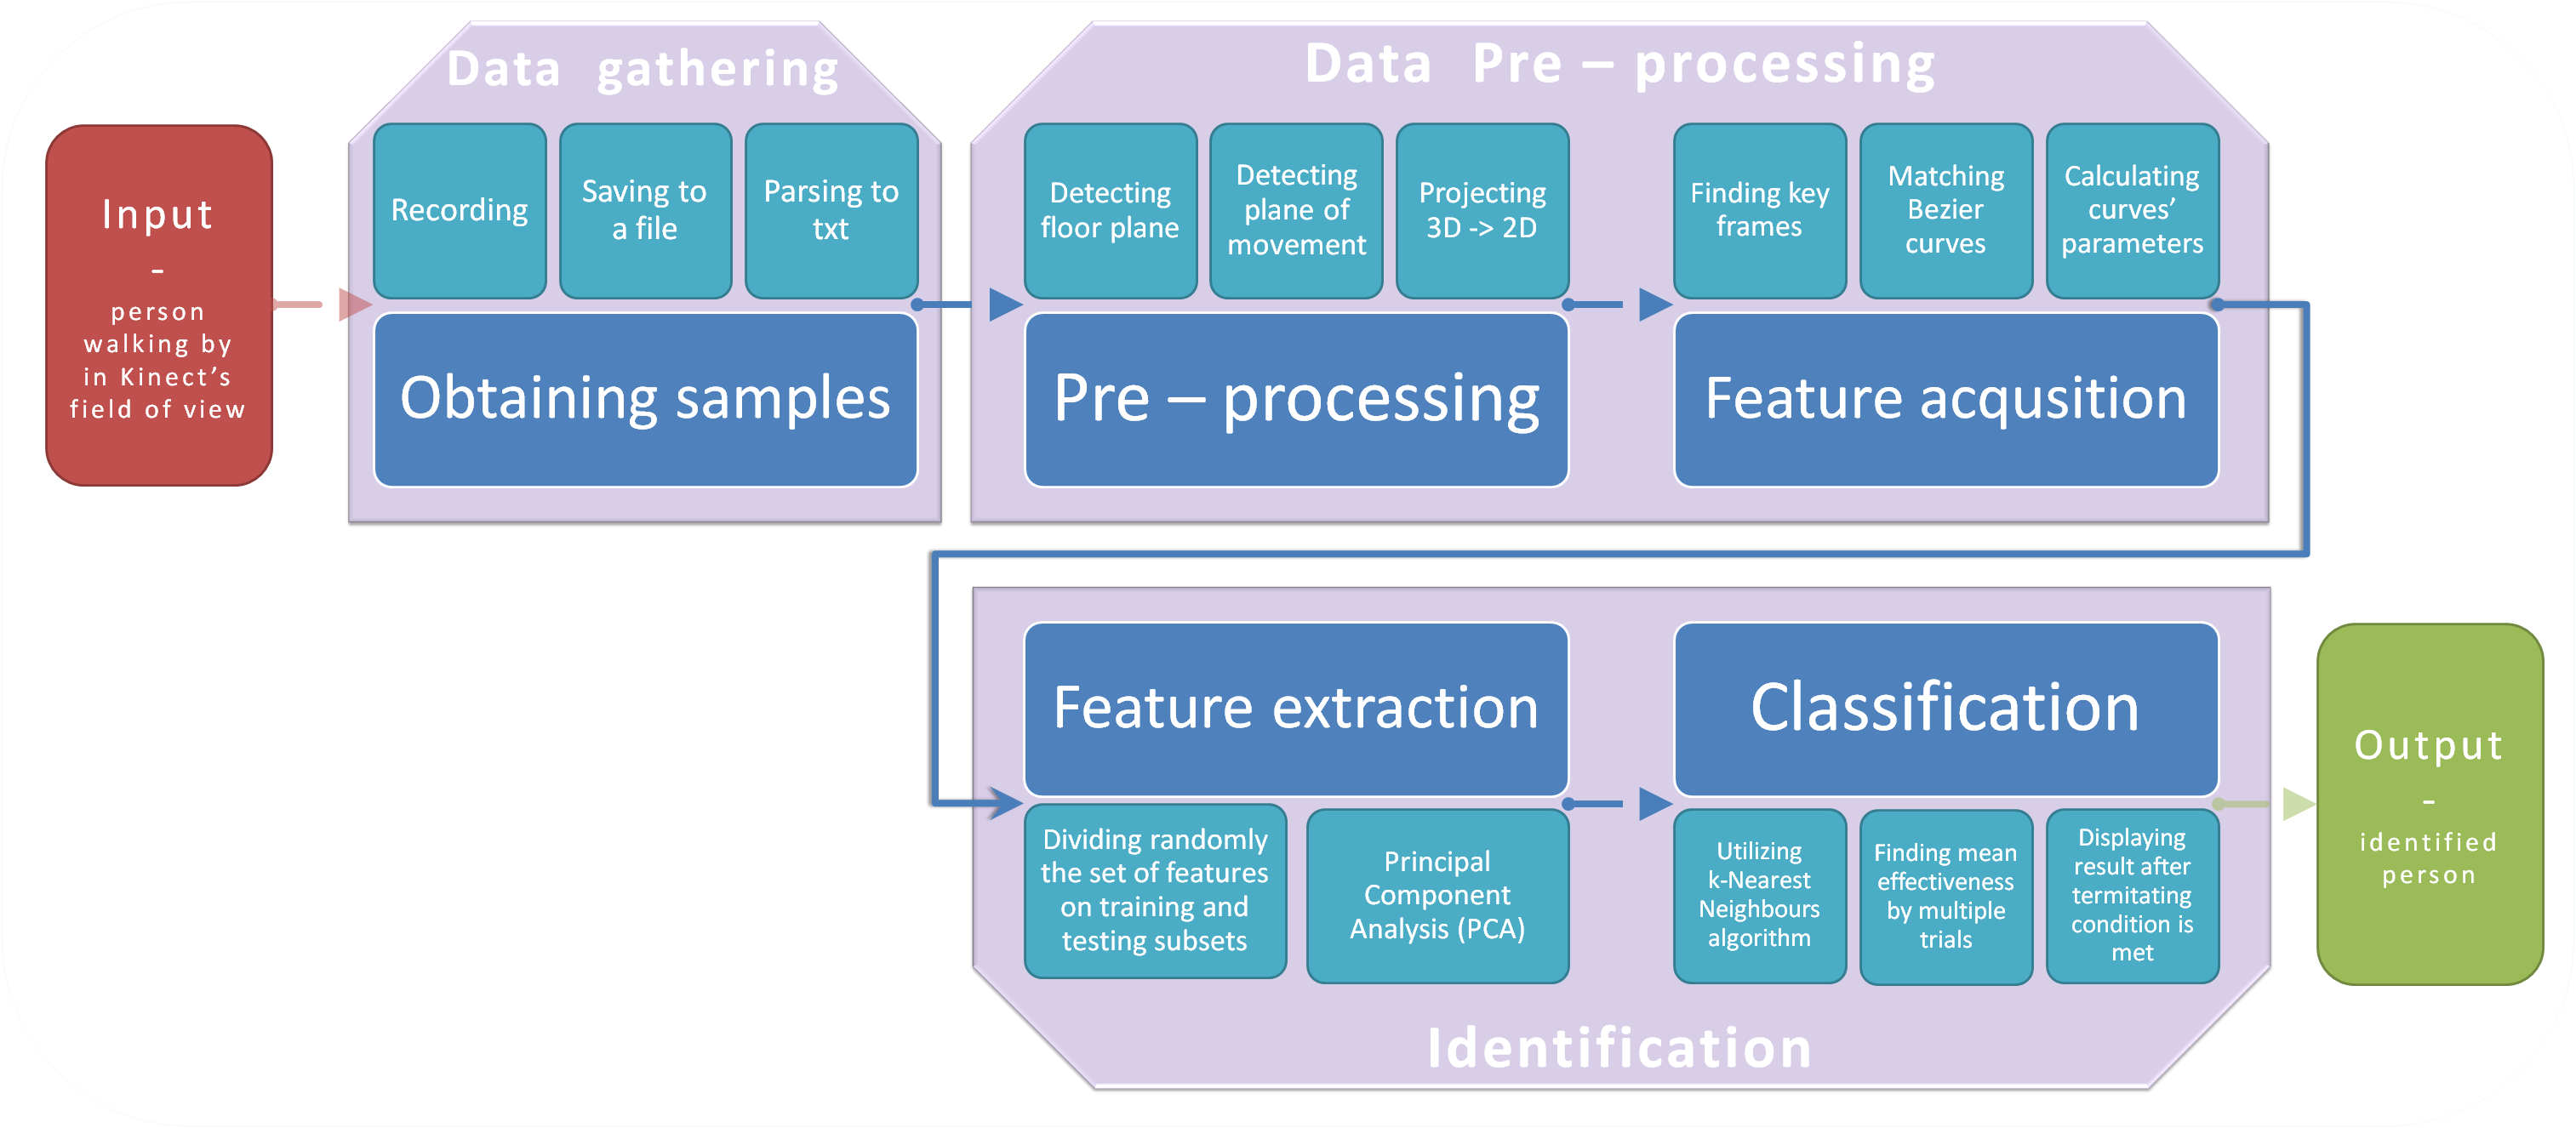 Data gathering
Data Pre – processing
Input
-
person
walking by
in Kinect's
field of view
Recording
Saving to
a file
Parsing to
txt
Obtaining samples
Detecting
floor plane
Detecting
plane of
movement
Projecting
3D -> 2D
Pre – processing
Finding key
frames
Matching
Bezier
curves
Calculating
curves’
parameters
Feature acqusition
Feature extraction
Dividing randomly
the set of features
on training and
testing subsets
Principal
Component
Analysis (PCA)
Classification
Utilizing
k-Nearest
Neighbours
algorithm
Finding mean
effectiveness
by multiple
trials
Displaying
result after
termitating
condition is
met
Identification
Output
-
identified
person